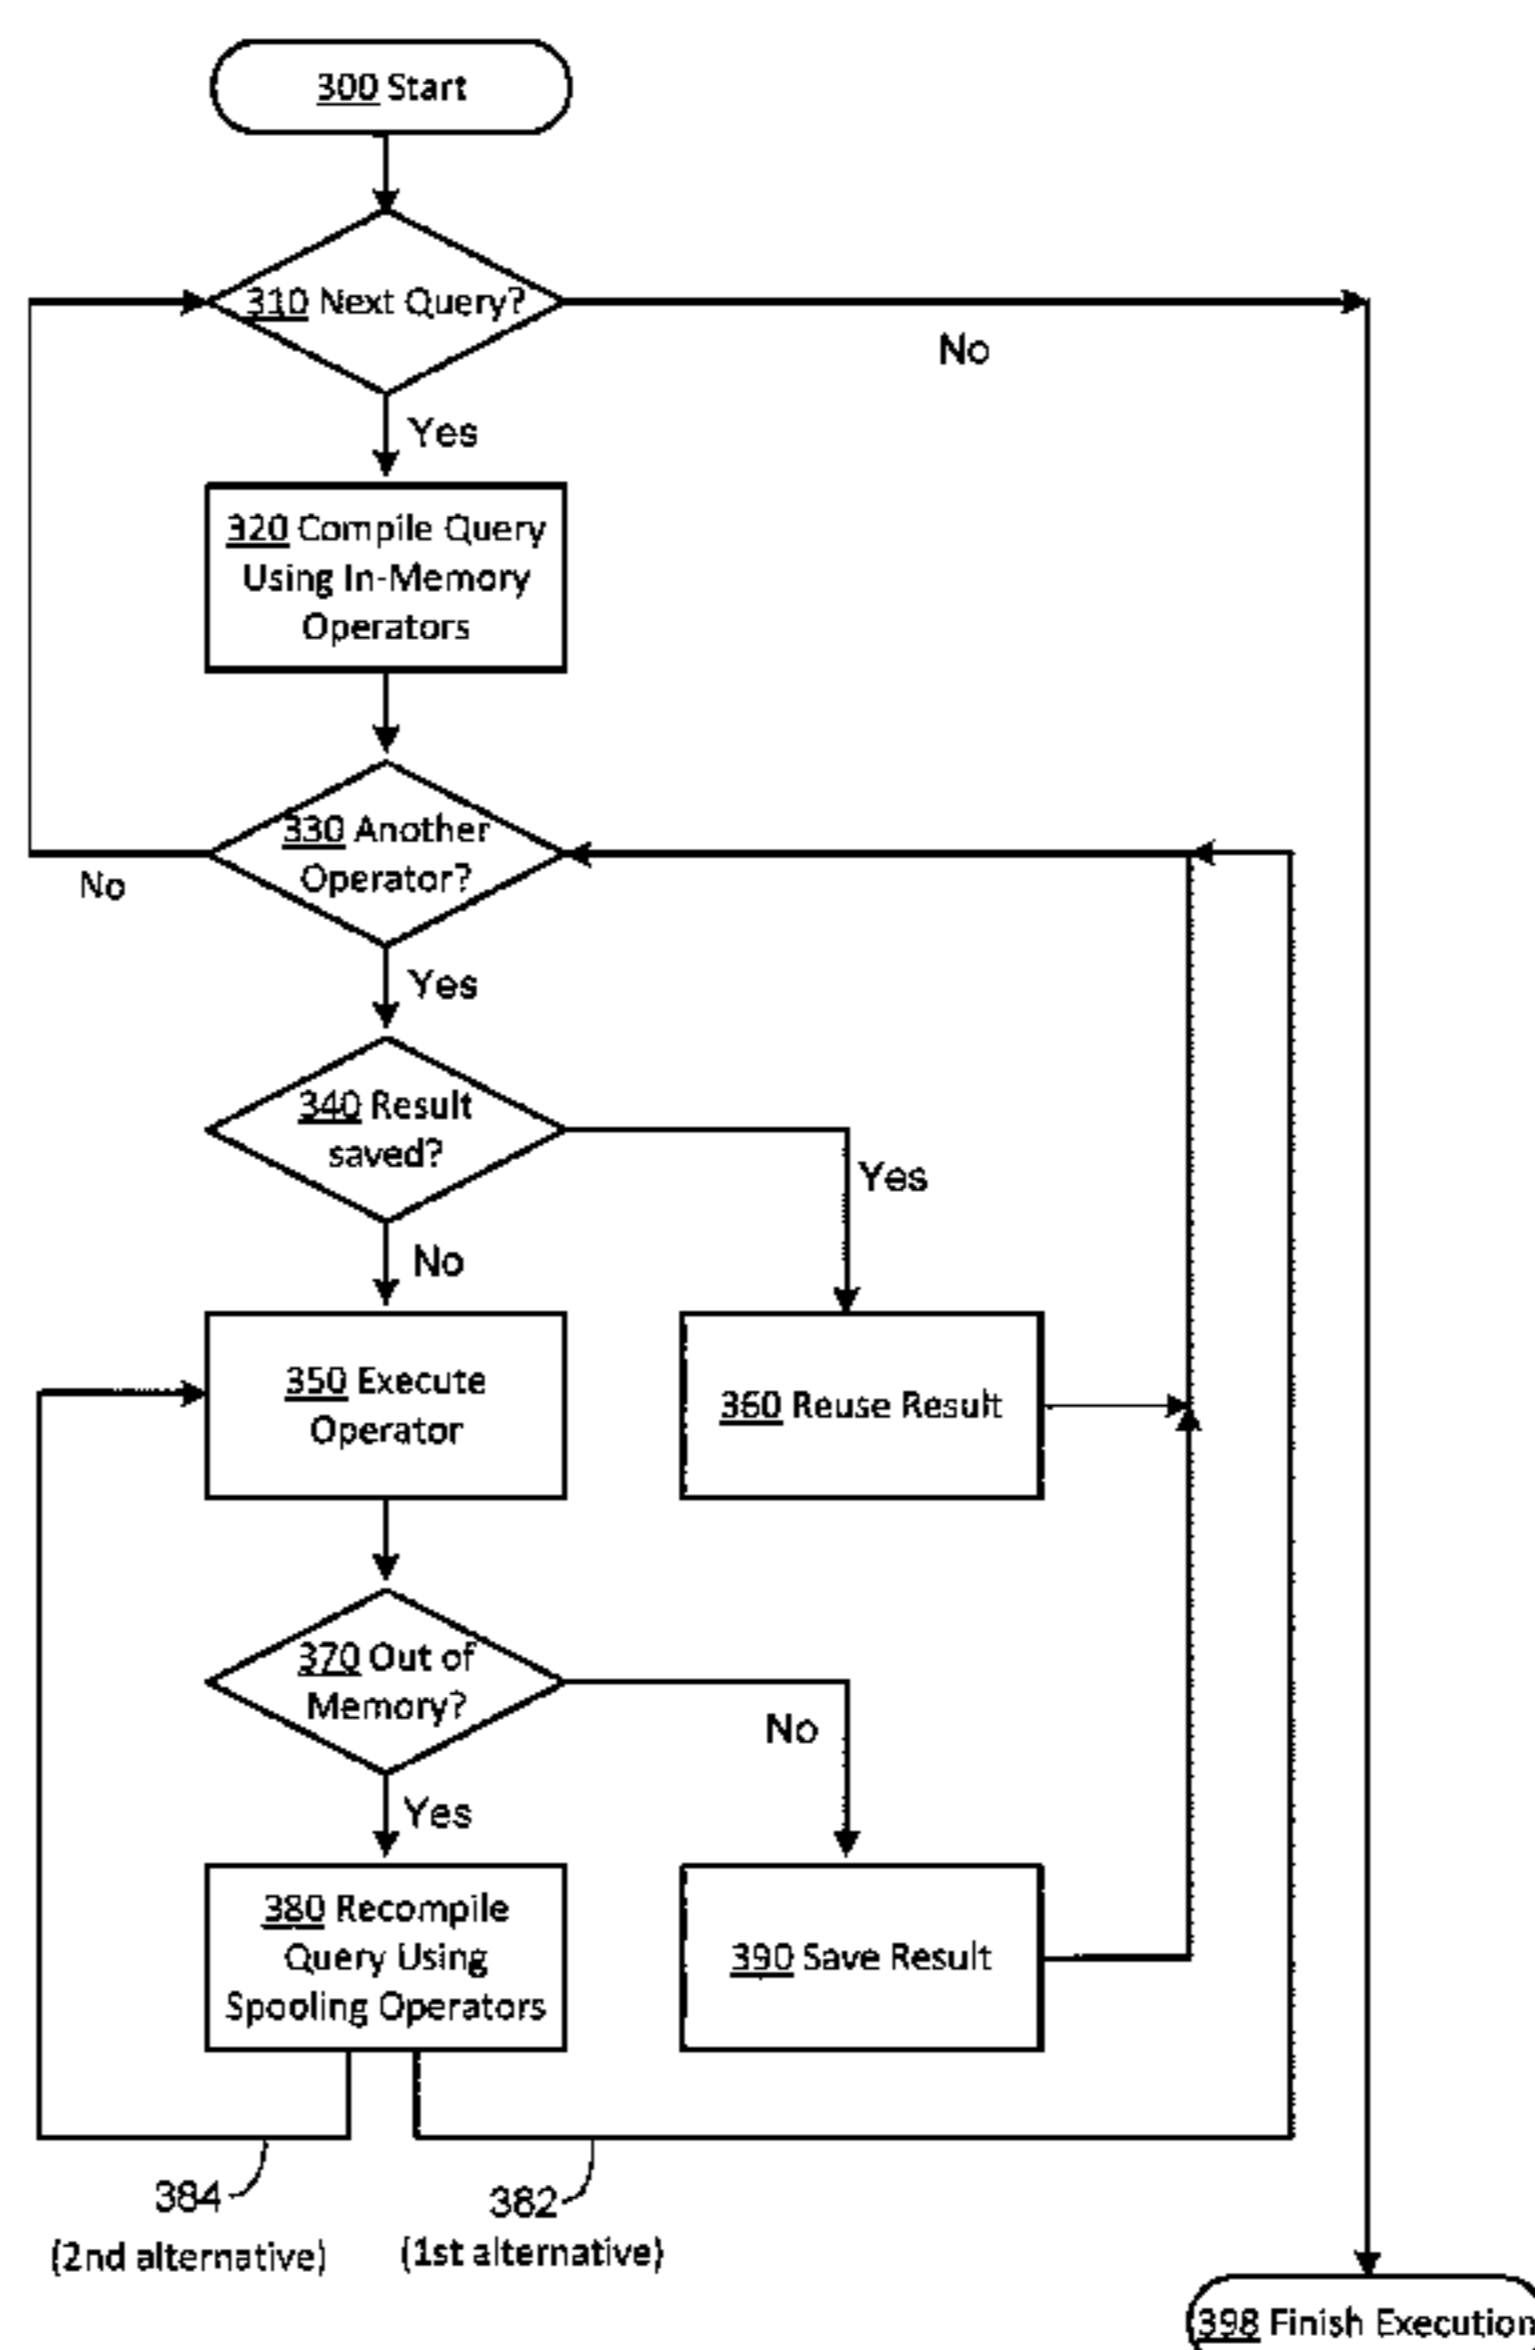 300 Start
310 Next Query?
No
Yes
320 Compile Query
Using In-Memory
Operators
330 Another
Operator?
No
Yes
340 Result
saved?
Yes
No
350 Execute
Operator
360 Reuse Result
370 Out of
Memory?
No
Yes
380 Recompile
Query Using
Spooling Operators
390 Save Result
384
(2nd alternative)
382
(1st alternative)
398 Finish Execution